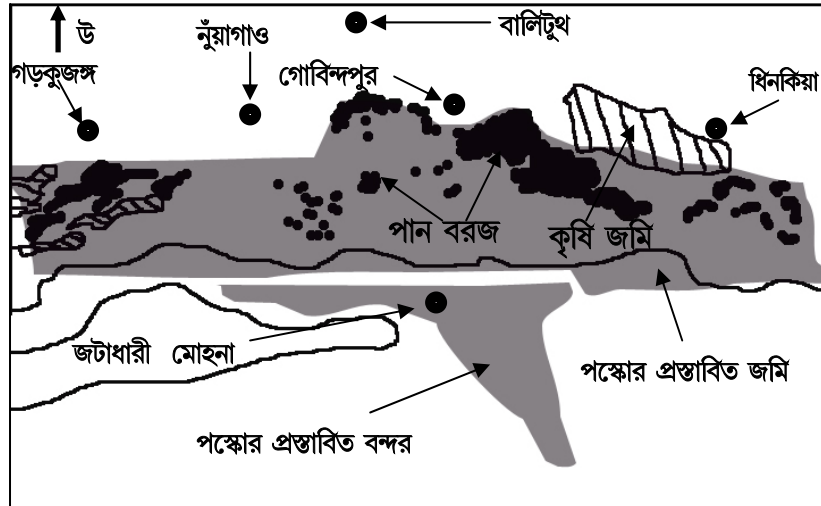 উ
বালিটুথ
নুঁয়াগাও
গড়কুজঙ্গ
গোবিন্দপুর
ধিনকিয়া
পান বরজ
কৃষি জমি
জটাধারী মোহনা
পস্কোর প্রস্তাবিত জমি
পস্কোর প্রস্তাবিত বন্দর